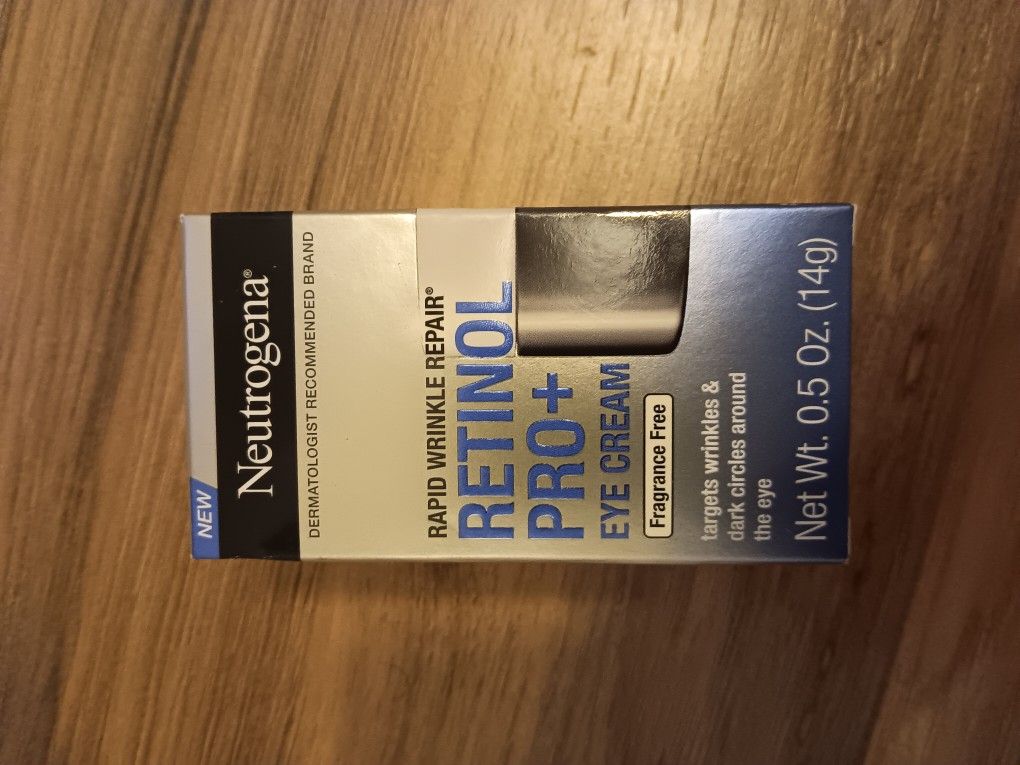 NEW
Neutrogena®
DERMATOLOGIST RECOMMENDED BRAND
RAPID WRINKLE REPAIR®
RETINOL
PRO+
EYE CREAM
Fragrance Free
targets wrinkles &
dark circles around
the eye
Net Wt. 0.5 Oz. (14g)